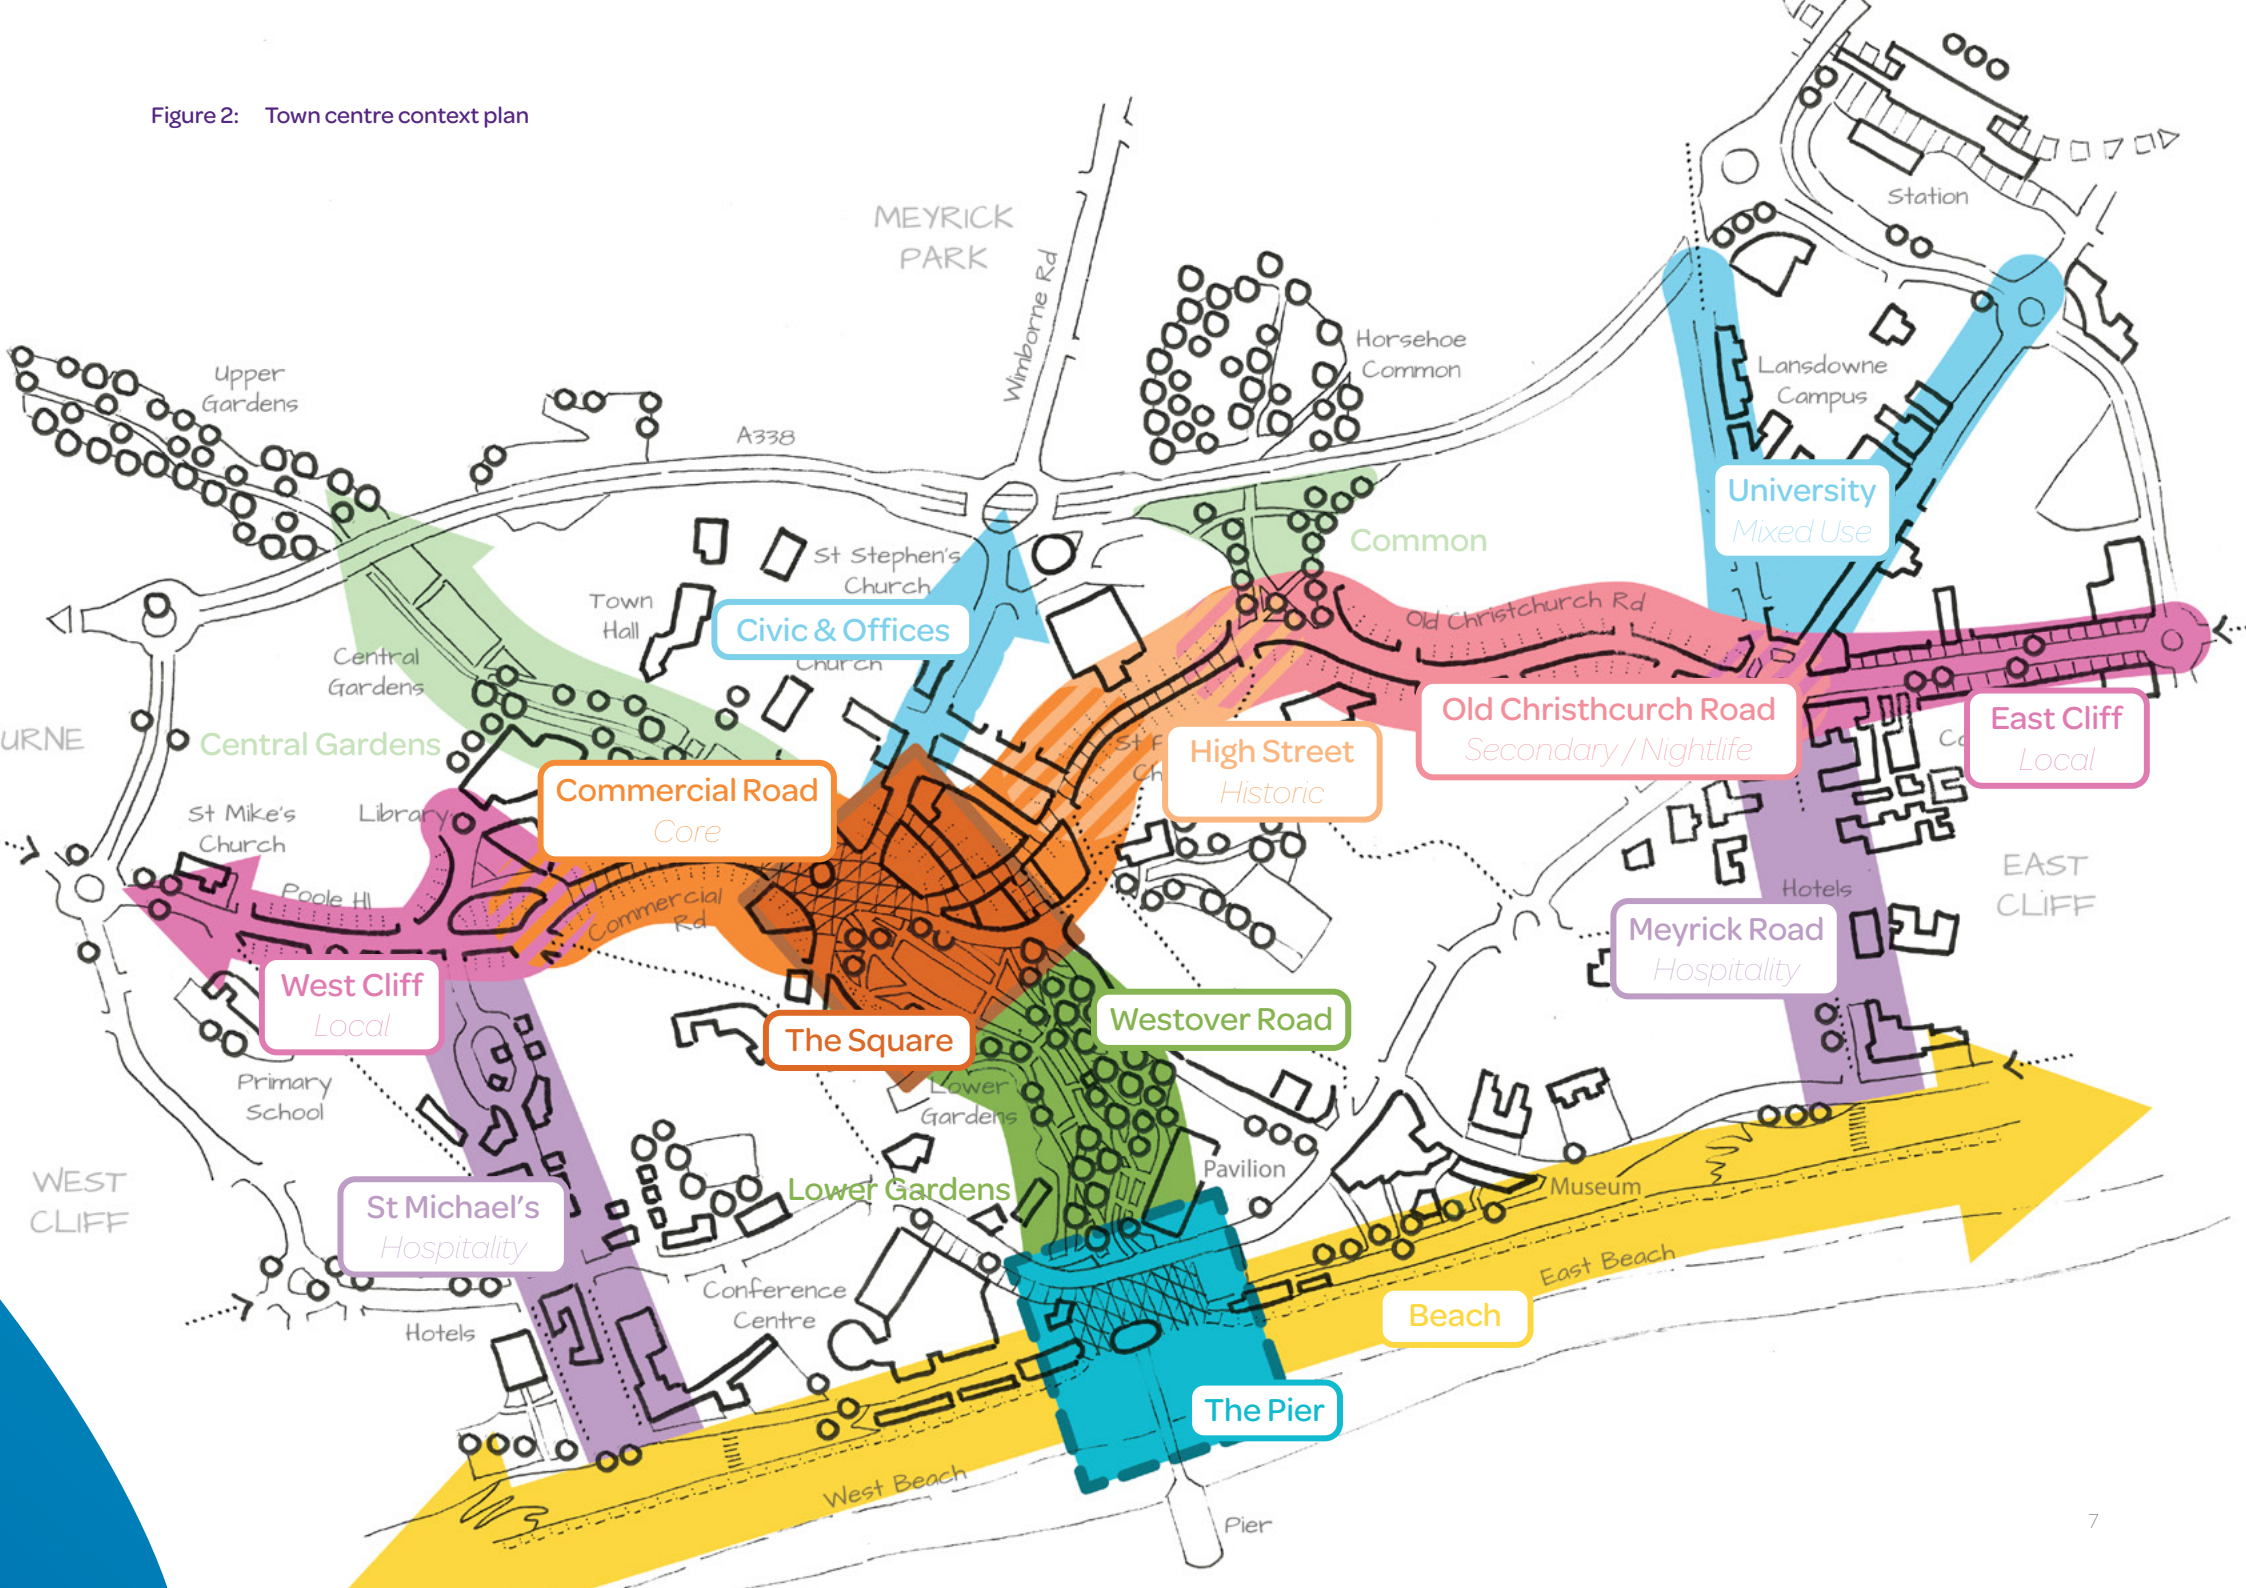 Figure 2: Town centre context plan
Station
MEYRICK
PARK
Wimborne Rd
Horsehoe
Common
Lansdowne
Campus
Upper
Gardens
A338
University
Mixed Use
Common
St Stephen's
Church
Town
Hall
Civic & Offices
Church
Old Christchurch Rd
Central
Gardens
Central Gardens
URNE
Old Christhcurch Road
Secondary / Nightlife
East Cliff
Local
High Street
Historic
Commercial Road
Core
St Mike's
Church
Library
Poole Hl
Commercial
Rd
EAST
CLIFF
Hotels
Meyrick Road
Hospitality
West Cliff
Local
Westover Road
The Square
Lower
Gardens
Primary
School
Pavilion
Museum
Lower Gardens
WEST
CLIFF
St Michael's
Hospitality
Conference
Centre
Hotels
East Beach
Beach
The Pier
West Beach
Pier
7